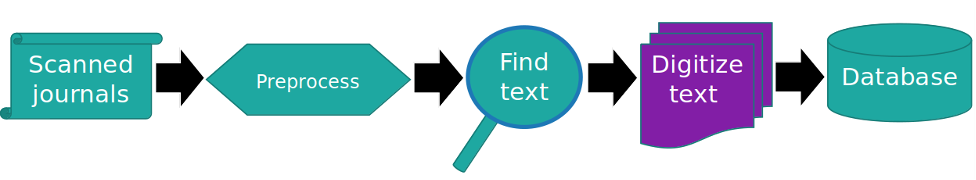 Scanned
journals
Preprocess
Find
text
Digitize
text
Database